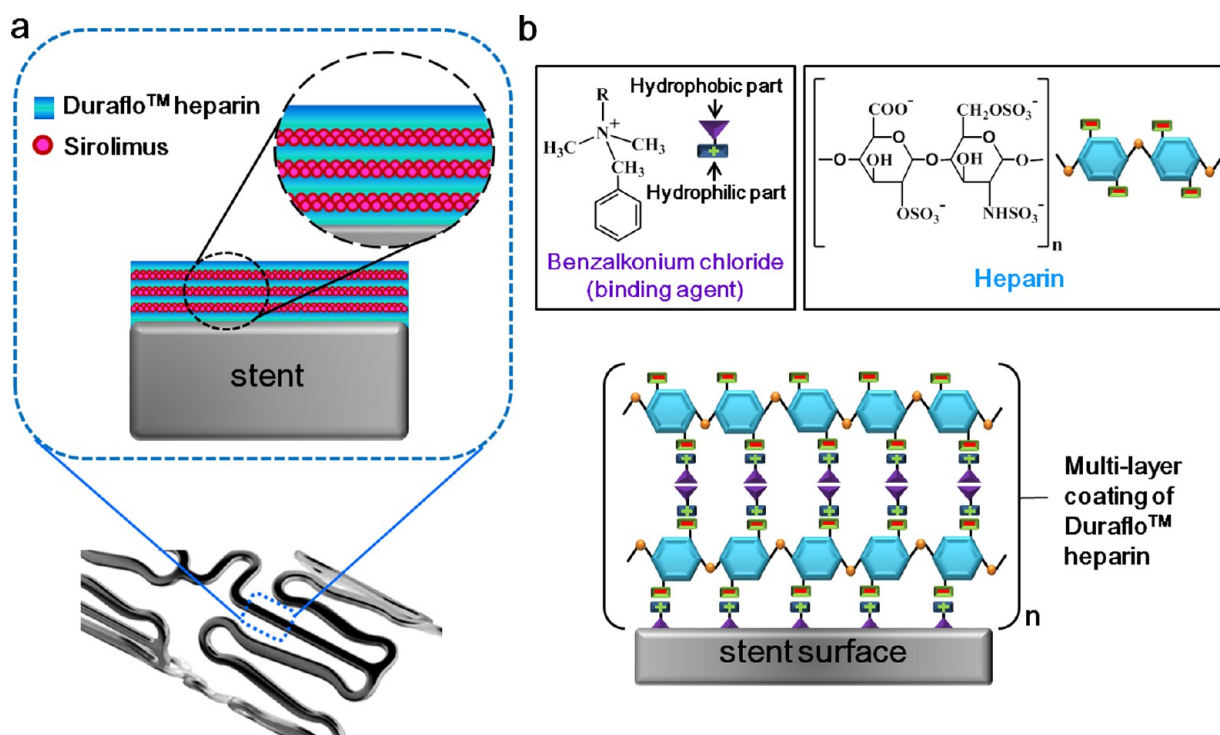 a
Duraflo™ heparin
Sirolimus
stent
b
Hydrophobic part
Hydrophilic part
R
N+
H₃C
CH₃
CH₃
Benzalkonium chloride
(binding agent)
COO⁻
CH₂OSO₃⁻
O
O
O
OH
O
OH
O
OSO₃⁻
NHSO₃⁻
n
Heparin
Multi-layer
coating of
Duraflo™
heparin
n
stent surface